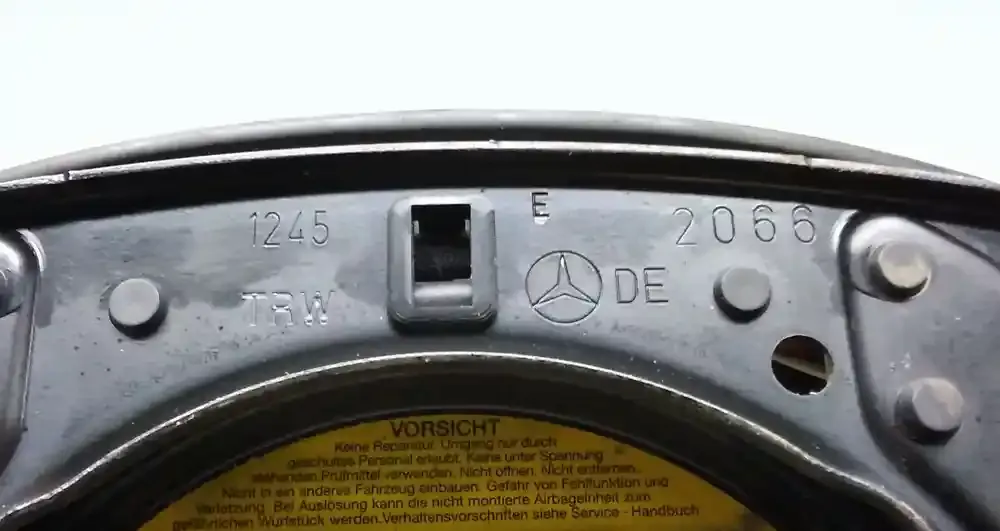 1245
E
2066
TRW
DE
VORSICHT
Keine Reparatur. Umgang nur durch
geschultes Personal erlaubt. Keine unter Spannung
stehenden Prüfmittel verwenden. Nicht öffnen. Nicht entfernen.
Nicht in ein anderes Fahrzeug einbauen. Gefahr von Fehlfunktion und
Verletzung. Bei Auslösung kann die nicht montierte Airbageinheit zum
gefährlichen Wurfstück werden.Verhaltensvorschriften siehe Service - Handbuch